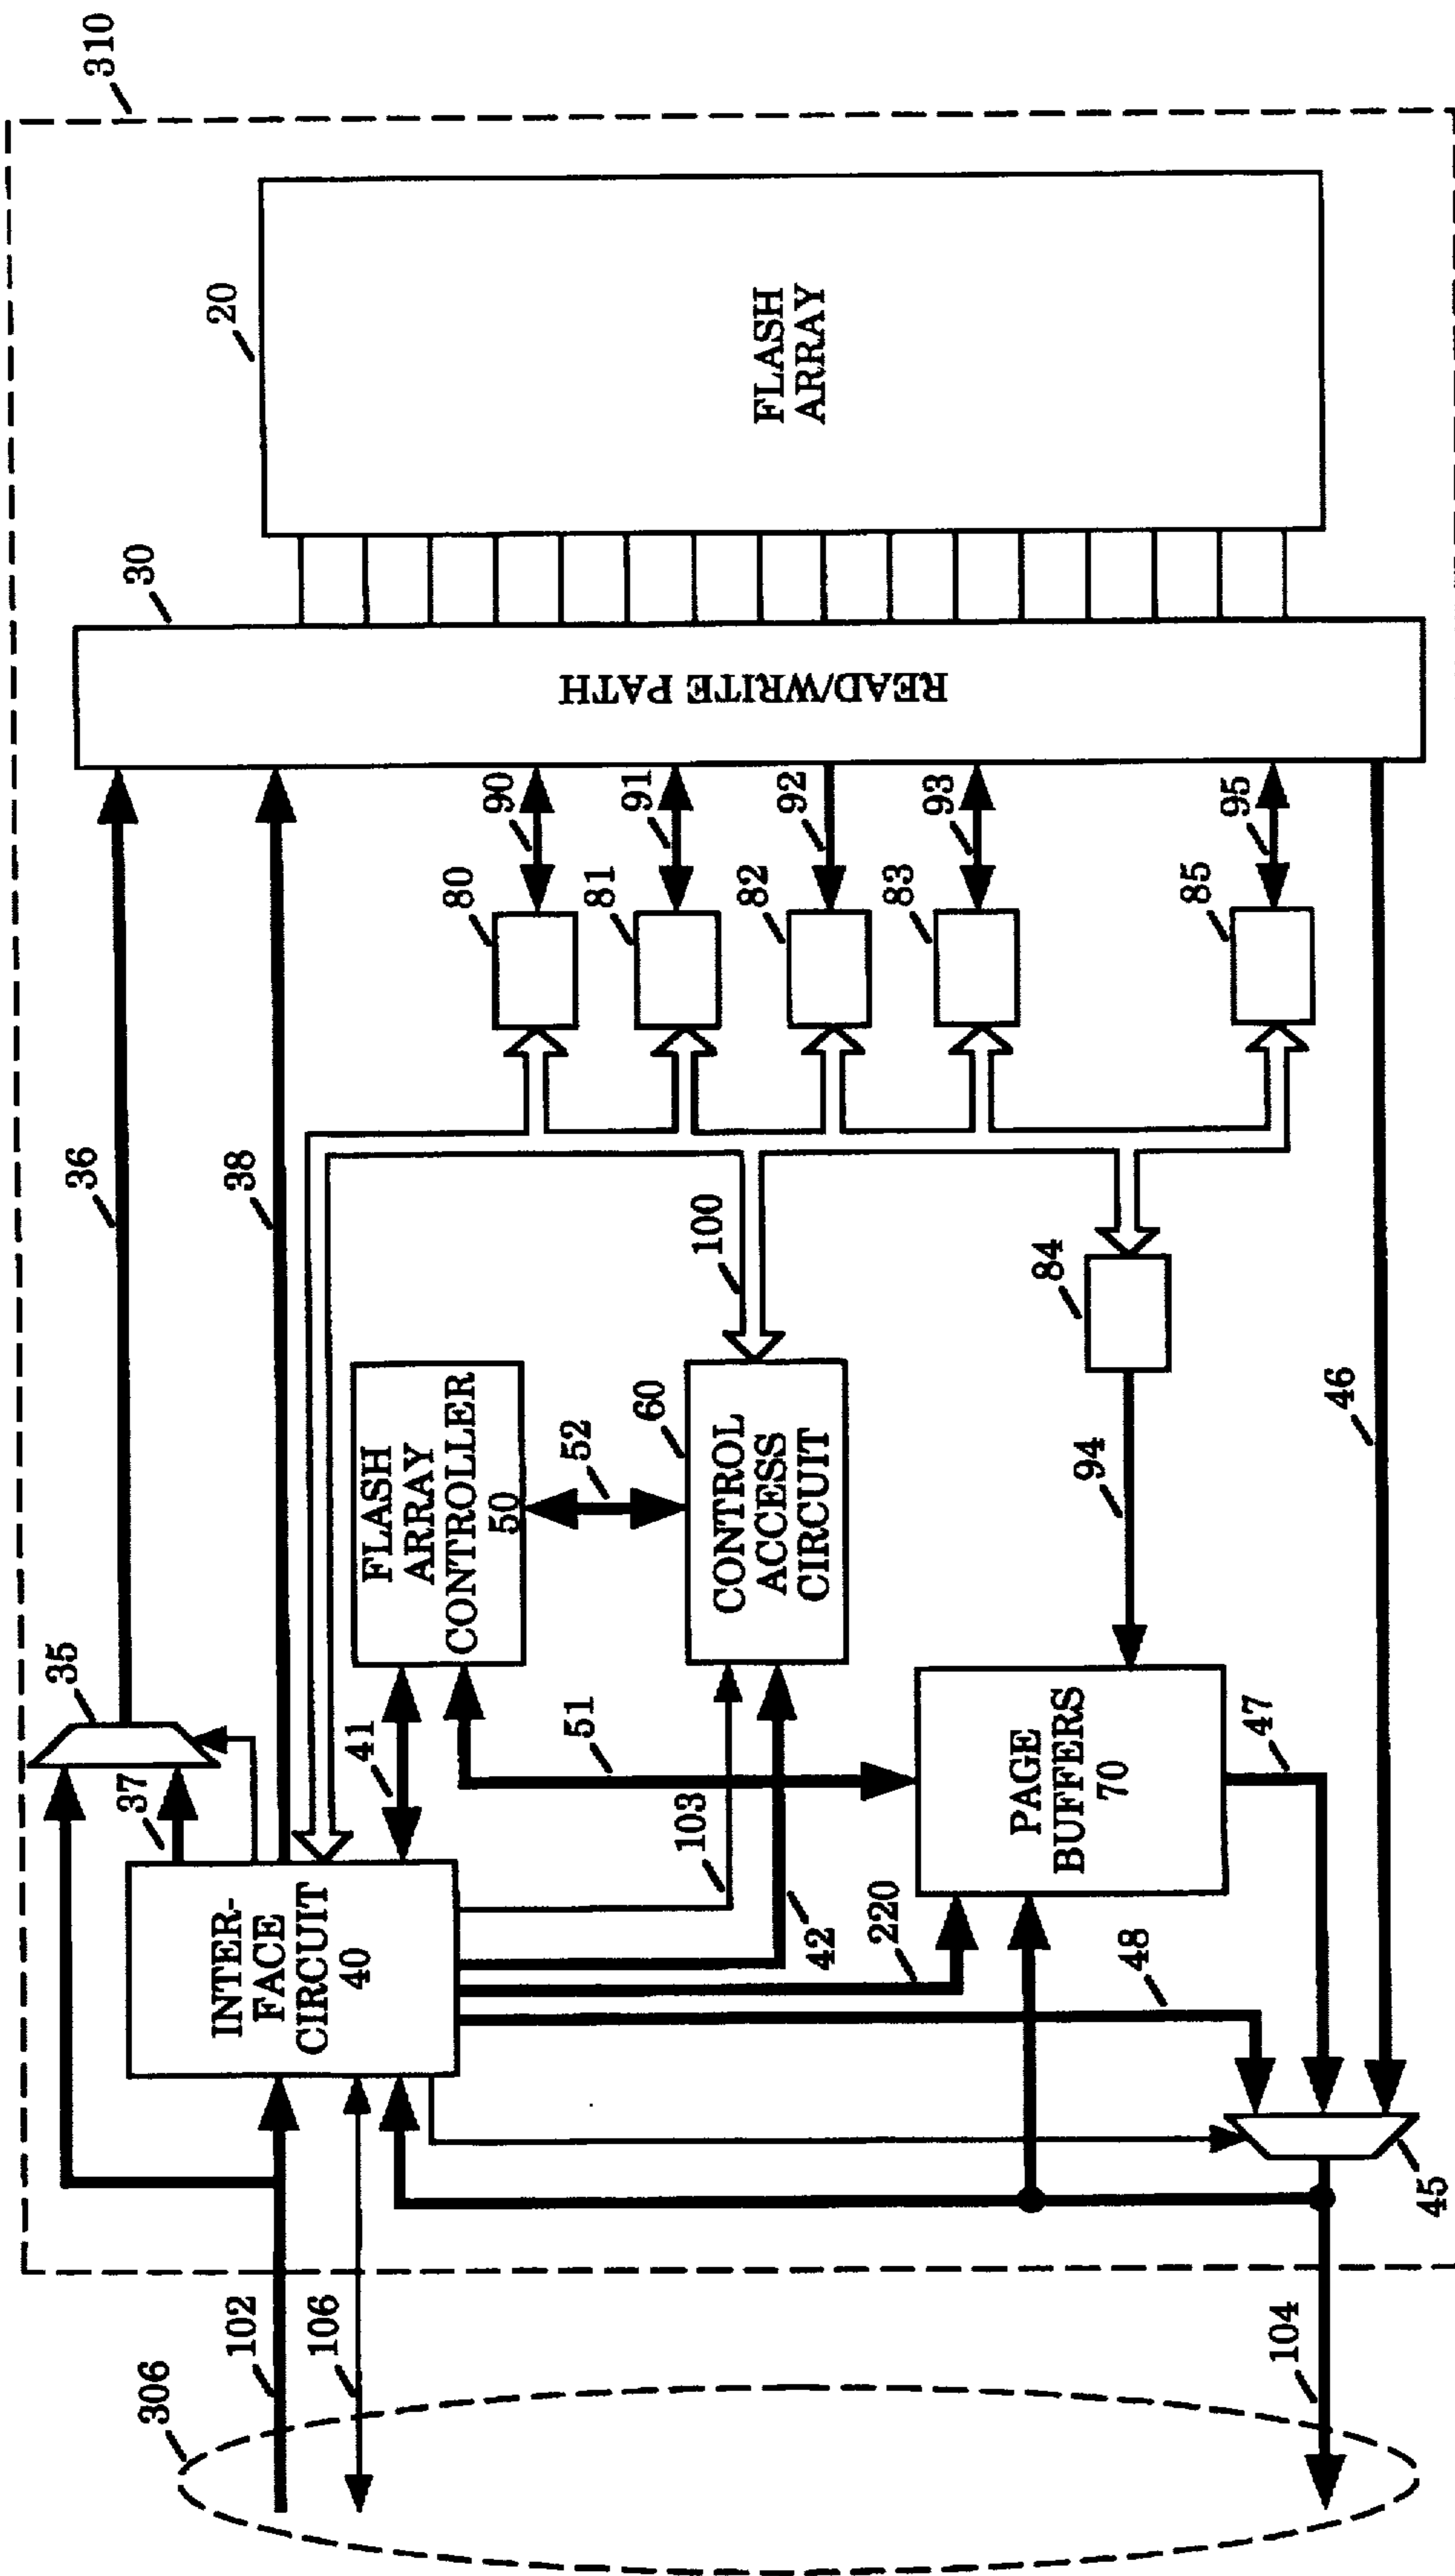 310
20
FLASH
ARRAY
30
READ/WRITE PATH
36
38
90
91
92
93
95
80
81
82
83
85
100
84
46
35
37
41
FLASH
ARRAY
CONTROLLER
50
52
60
CONTROL
ACCESS
CIRCUIT
94
51
103
42
PAGE
BUFFERS
70
47
INTER-
FACE
CIRCUIT
40
220
48
45
102
106
104
306